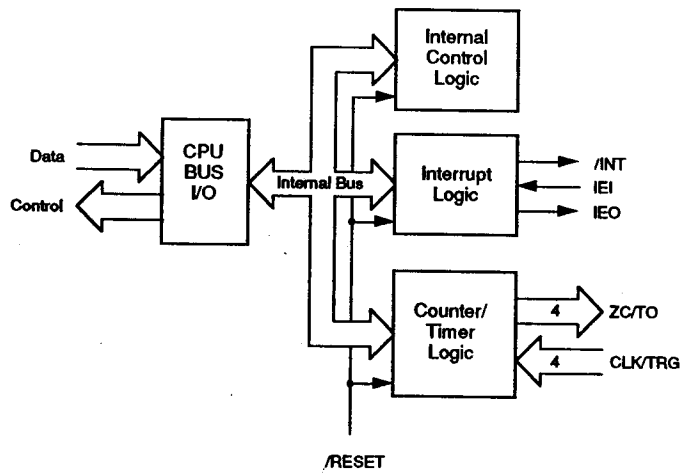 Internal
Control
Logic
Data
Control
CPU
BUS
I/O
Internal Bus
Interrupt
Logic
/INT
IEI
IEO
Counter/
Timer
Logic
4
ZC/TO
4
CLK/TRG
/RESET